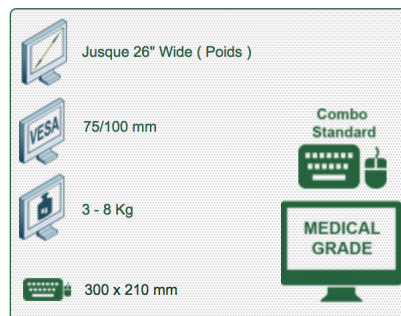 Jusque 26" Wide ( Poids )
VESA
75/100 mm
Combo
Standard
3 - 8 Kg
MEDICAL
GRADE
300 x 210 mm